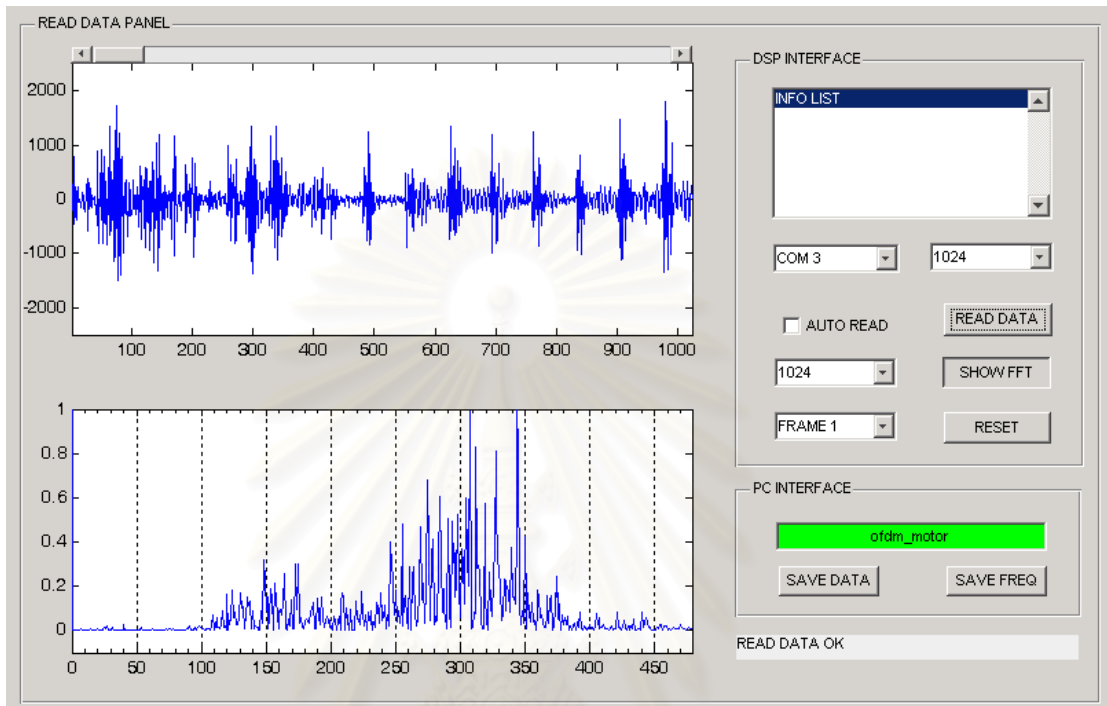 READ DATA PANEL
2000
1000
0
-1000
-2000
100 200 300 400 500 600 700 800 900 1000
1
0.8
0.6
0.4
0.2
0
0 50 100 150 200 250 300 350 400 450
DSP INTERFACE
INFO LIST
COM 3 1024
AUTO READ READ DATA
1024 SHOW FFT
FRAME 1 RESET
PC INTERFACE
ofdm_motor
SAVE DATA SAVE FREQ
READ DATA OK